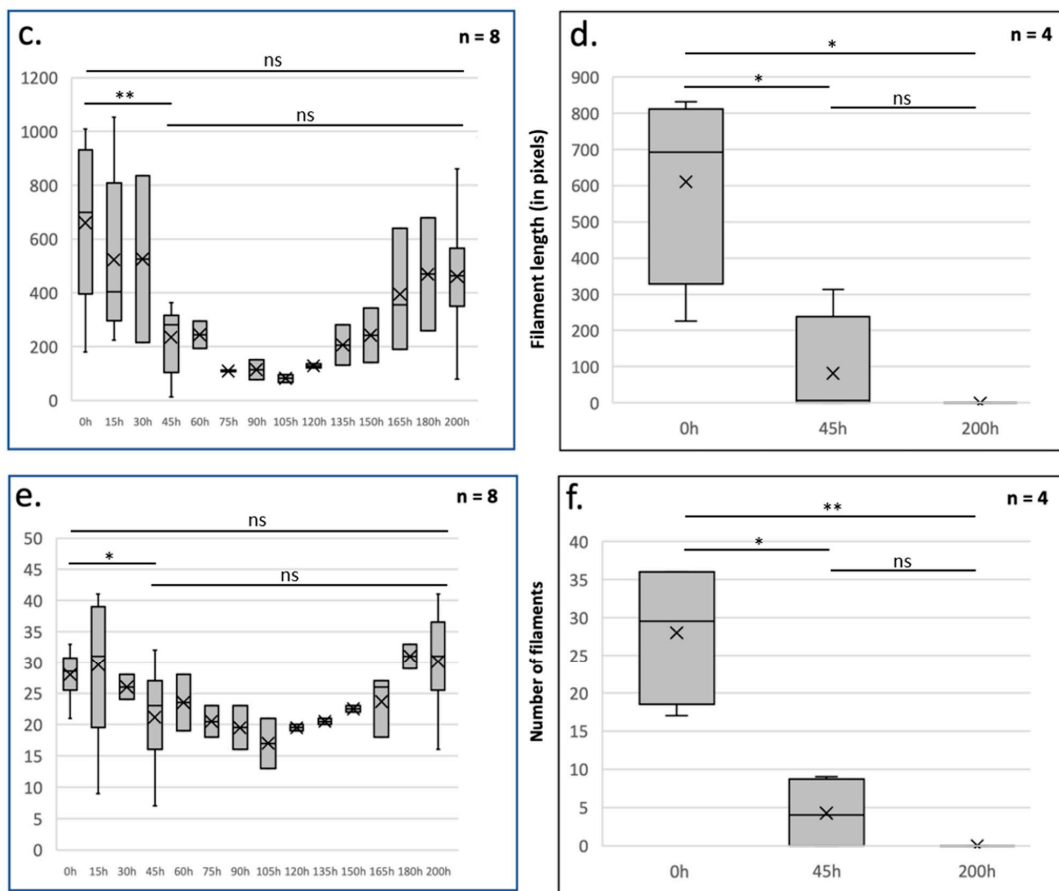 c.
n = 8
ns
**
ns
1200
1000
800
600
400
200
0
0h 15h 30h 45h 60h 75h 90h 105h 120h 135h 150h 165h 180h 200h
d.
n = 4
*
*
ns
Filament length (in pixels)
900
800
700
600
500
400
300
200
100
0
0h 45h 200h
e.
n = 8
ns
*
ns
50
45
40
35
30
25
20
15
10
5
0
0h 15h 30h 45h 60h 75h 90h 105h 120h 135h 150h 165h 180h 200h
f.
n = 4
**
*
ns
Number of filaments
40
35
30
25
20
15
10
5
0
0h 45h 200h